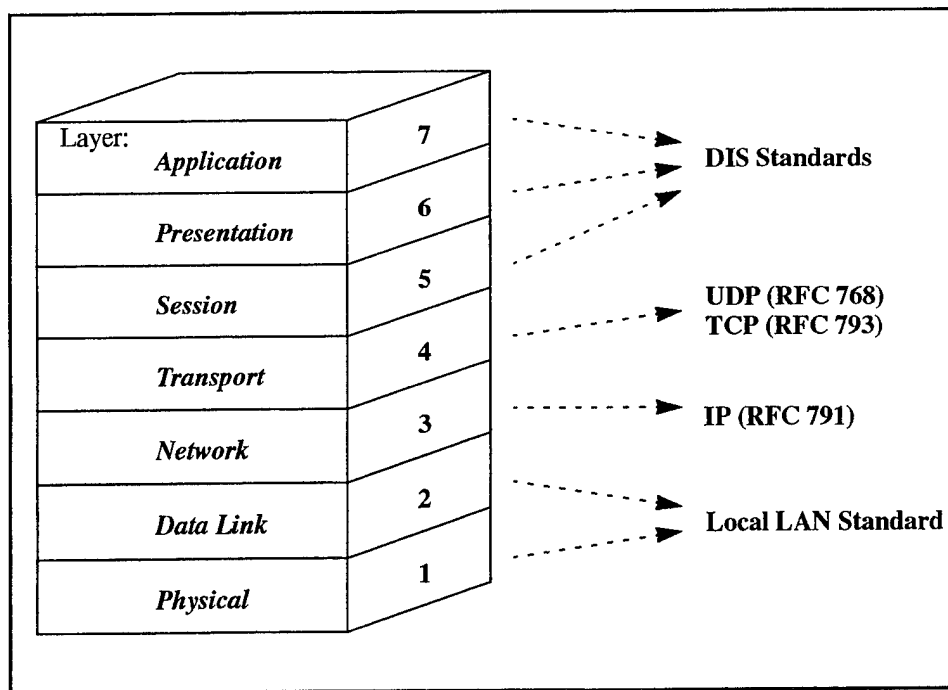 Layer:
Application
7
DIS Standards
Presentation
6
Session
5
UDP (RFC 768)
TCP (RFC 793)
Transport
4
Network
3
IP (RFC 791)
Data Link
2
Local LAN Standard
Physical
1